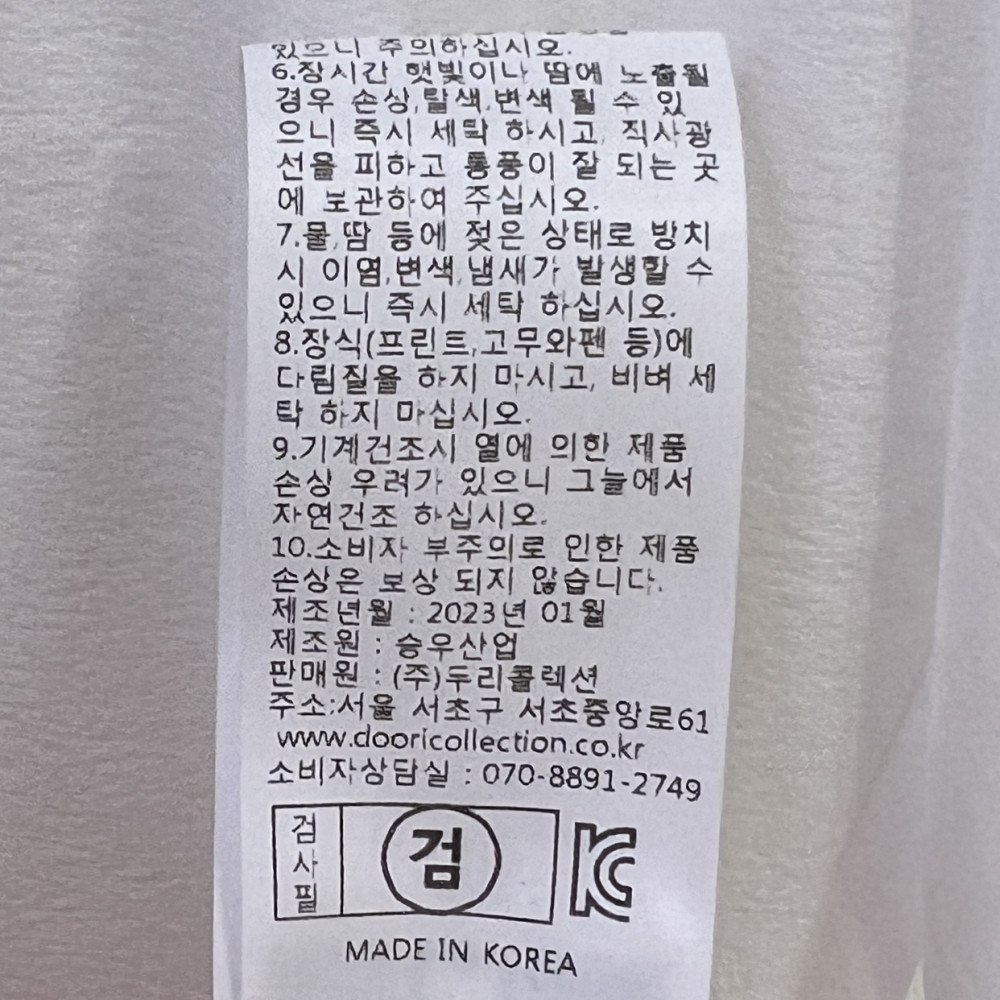 있으니 주의하십시오.
6.장시간 햇빛이나 땀에 노출될
경우 손상,탈색,변색 될 수 있
으니 즉시 세탁 하시고, 직사광
선을 피하고 통풍이 잘 되는 곳
에 보관하여 주십시오.
7.물,땀 등에 젖은 상태로 방치
시 이염,변색,냄새가 발생할 수
있으니 즉시 세탁 하십시오.
8.장식(프린트,고무와펜 등)에
다림질을 하지 마시고, 비벼 세
탁 하지 마십시오.
9.기계건조시 열에 의한 제품
손상 우려가 있으니 그늘에서
자연건조 하십시오.
10.소비자 부주의로 인한 제품
손상은 보상 되지 않습니다.
제조년월 : 2023년 01월
제조원 : 승우산업
판매원 : (주)두리콜렉션
주소:서울 서초구 서초중앙로61
www.dooricollection.co.kr
소비자상담실 : 070-8891-2749
검사필 검 KC
MADE IN KOREA